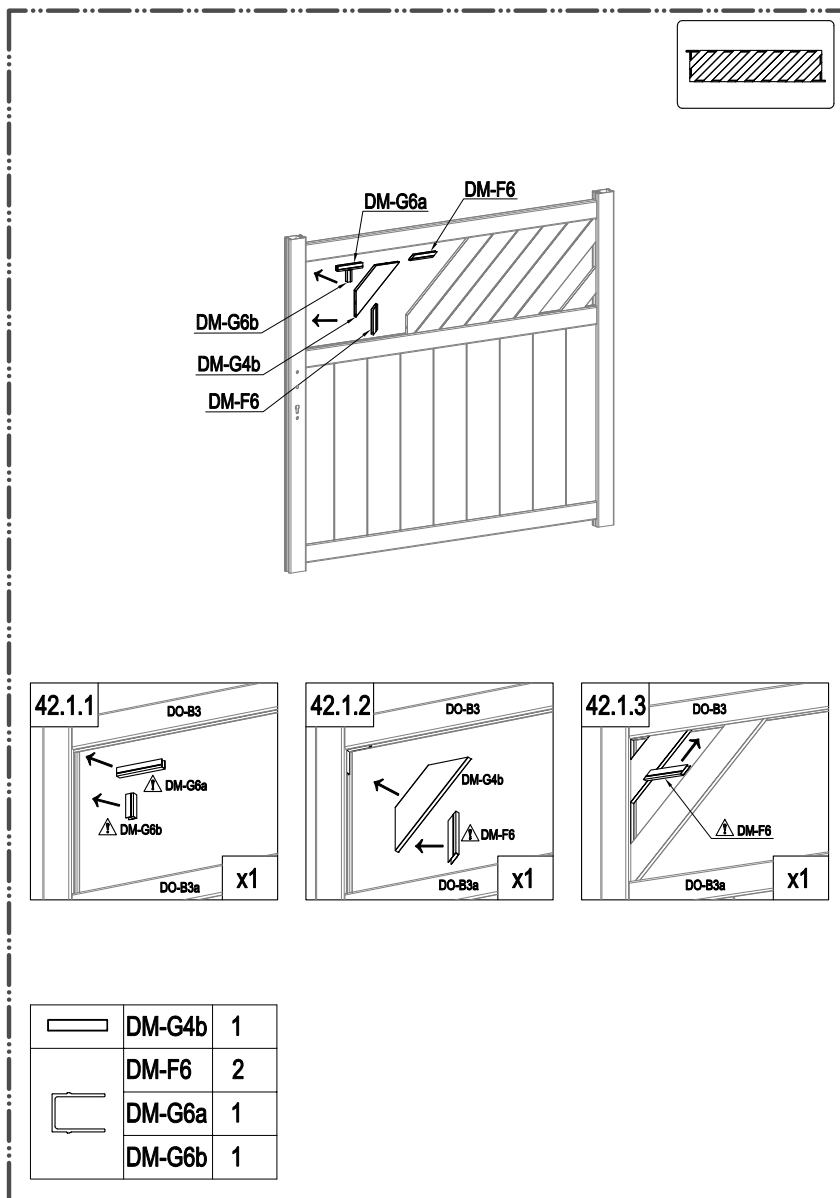 DM-G6a
DM-F6
DM-G6b
DM-G4b
DM-F6
42.1.1
DO-B3
DM-G6a
DM-G6b
DO-B3a
x1
42.1.2
DO-B3
DM-G4b
DM-F6
DO-B3a
x1
42.1.3
DO-B3
DM-F6
DO-B3a
x1
DM-G4b 1
DM-F6 2
DM-G6a 1
DM-G6b 1